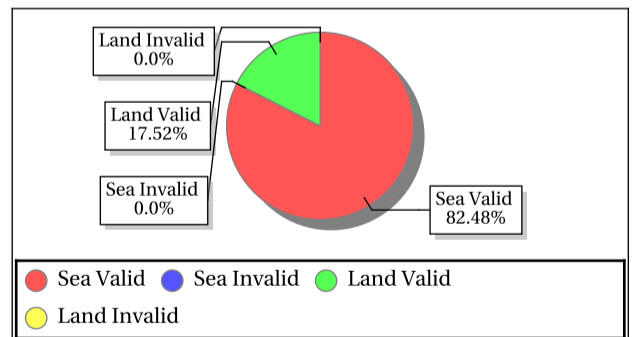 Land Invalid
0.0%
Land Valid
17.52%
Sea Invalid
0.0%
Sea Valid
82.48%
Sea Valid Sea Invalid Land Valid
Land Invalid